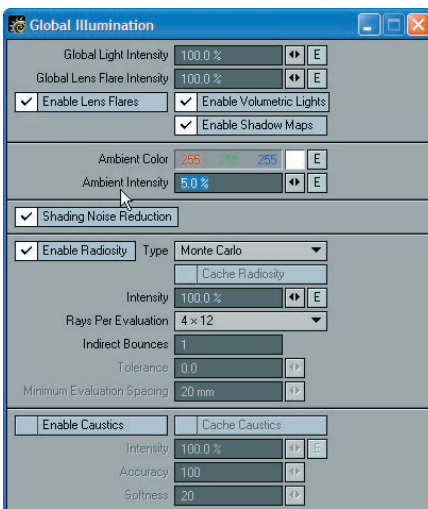 Global Illumination
Global Light Intensity 100.0 % E
Global Lens Flare Intensity 100.0 % E
Enable Lens Flares Enable Volumetric Lights
Enable Shadow Maps
Ambient Color 255 255 255 E
Ambient Intensity 5.0 % E
Shading Noise Reduction
Enable Radiosity Type Monte Carlo
Cache Radiosity
Intensity 100.0 % E
Rays Per Evaluation 4 × 12
Indirect Bounces 1
Tolerance 0.0
Minimum Evaluation Spacing 20 mm
Enable Caustics Cache Caustics
Intensity 100.0 % E
Accuracy 100
Softness 20